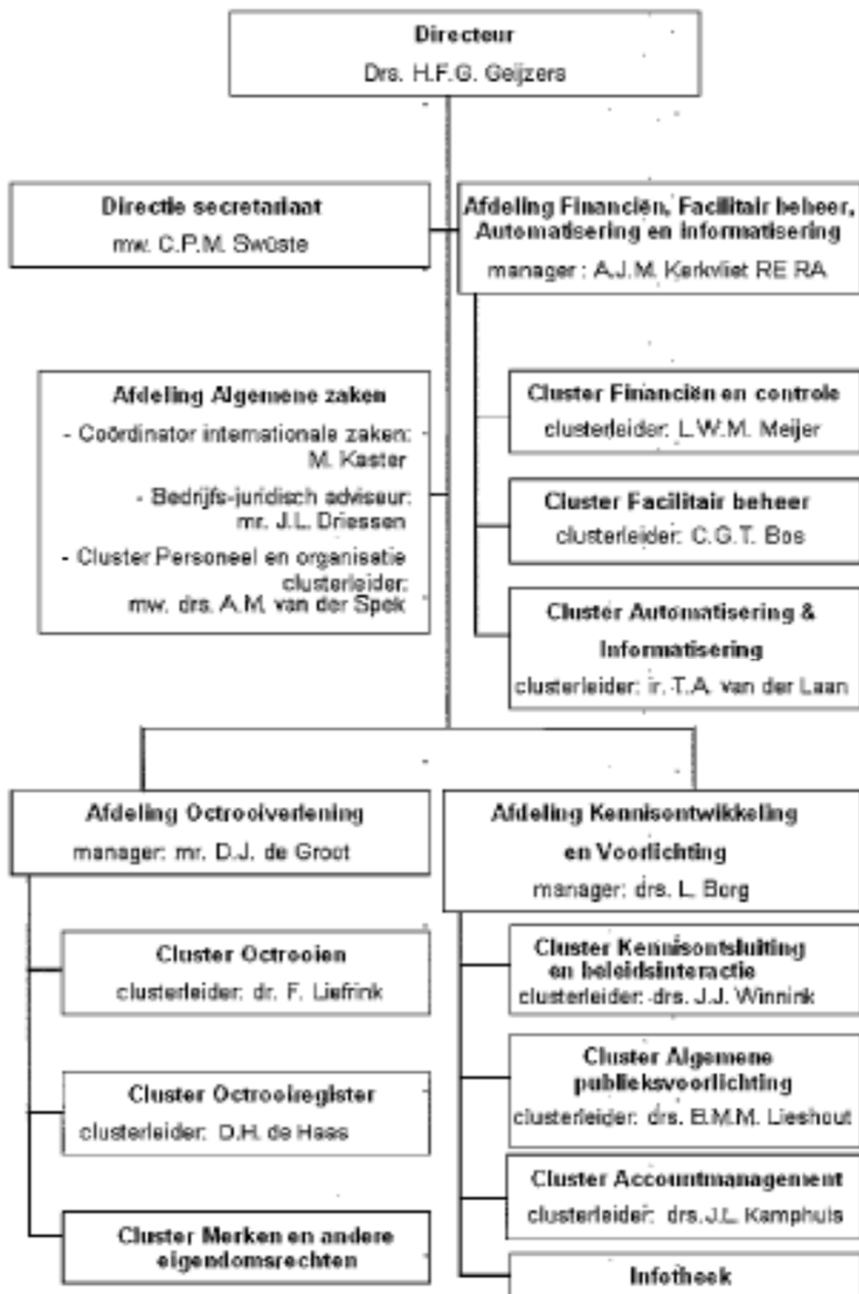 Directeur
Drs. H.F.G. Geijzers
Directie secretariaat
mw. C.P.M. Swüste
Afdeling Financiën, Facilitair beheer,
Automatisering en informatisering
manager : A.J.M. Kerkvliet RE RA
Afdeling Algemene zaken
- Coördinator internationale zaken:
M. Kaster
- Bedrijfs-juridisch adviseur:
mr. J.L. Driessen
- Cluster Personeel en organisatie
clusterleider:
mw. drs. A.M. van der Spek
Cluster Financiën en controle
clusterleider: L.W.M. Meijer
Cluster Facilitair beheer
clusterleider: C.G.T. Bos
Cluster Automatisering &
Informatisering
clusterleider: ir. T.A. van der Laan
Afdeling Octrooiverlening
manager: mr. D.J. de Groot
Cluster Octrooien
clusterleider: dr. F. Liefrink
Cluster Octrooiregister
clusterleider: D.H. de Haas
Cluster Merken en andere
eigendomsrechten
Afdeling Kennisontwikkeling
en Voorlichting
manager: drs. L. Borg
Cluster Kennisontsluiting
en beleidsinteractie
clusterleider: drs. J.J. Winnink
Cluster Algemene
publieksvoorlichting
clusterleider: drs. B.M.M. Lieshout
Cluster Accountmanagement
clusterleider: drs. J.L. Kamphuis
Infotheek